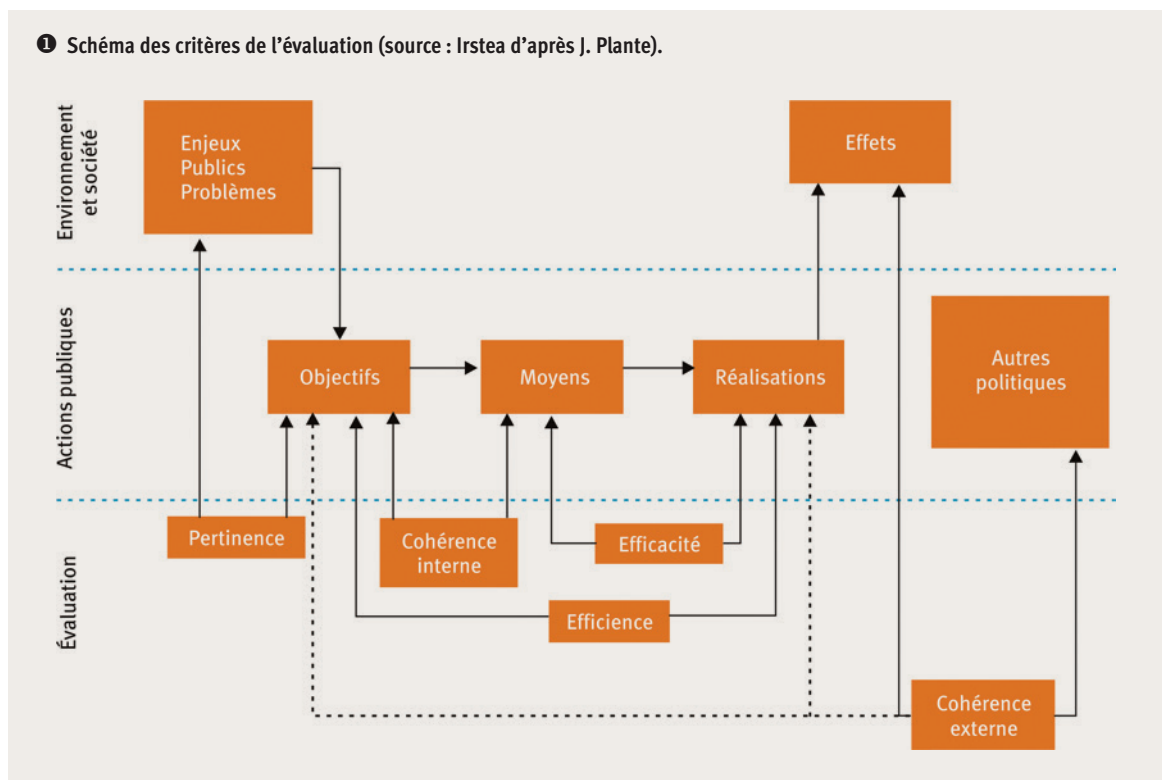 ❶ Schéma des critères de l’évaluation (source : Irstea d’après J. Plante).
Environnement
et société
Enjeux
Publics
Problèmes
Effets
Actions publiques
Objectifs
Moyens
Réalisations
Autres
politiques
Évaluation
Pertinence
Cohérence
interne
Efficacité
Efficience
Cohérence
externe